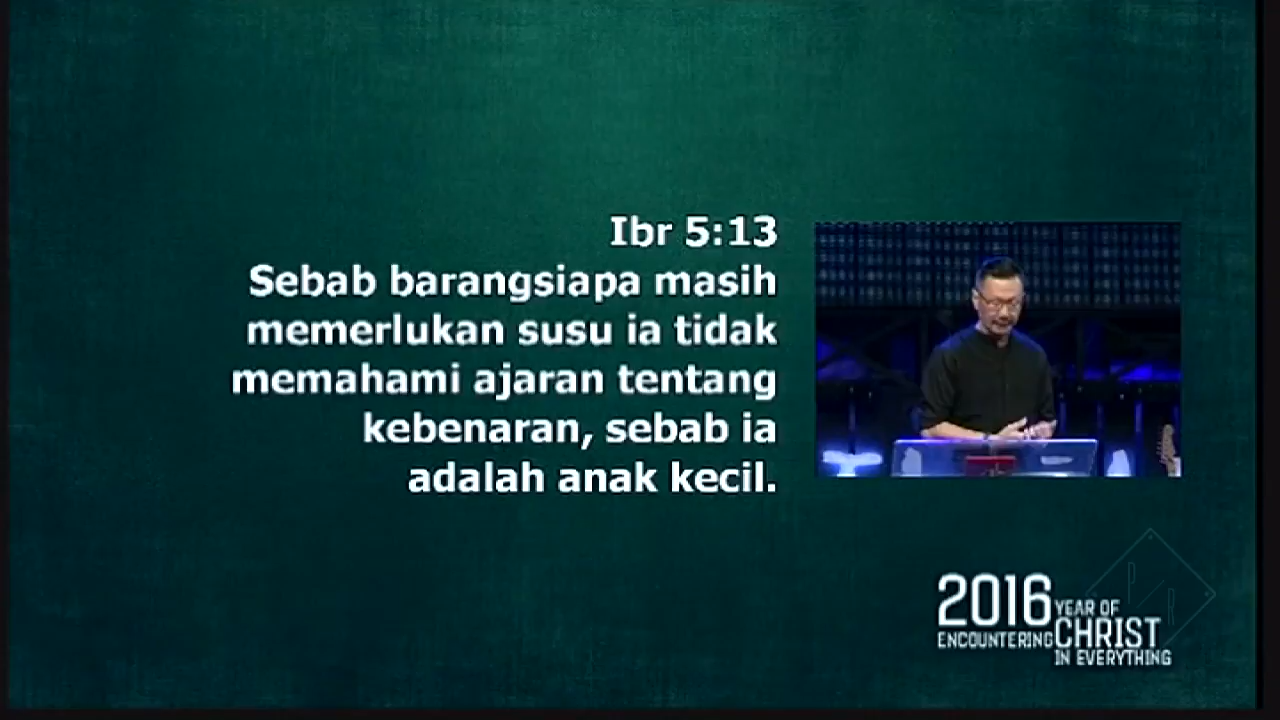 Ibr 5:13
Sebab barangsiapa masih
memerlukan susu ia tidak
memahami ajaran tentang
kebenaran, sebab ia
adalah anak kecil.
2016 YEAR OF
ENCOUNTERING CHRIST
IN EVERYTHING
P R